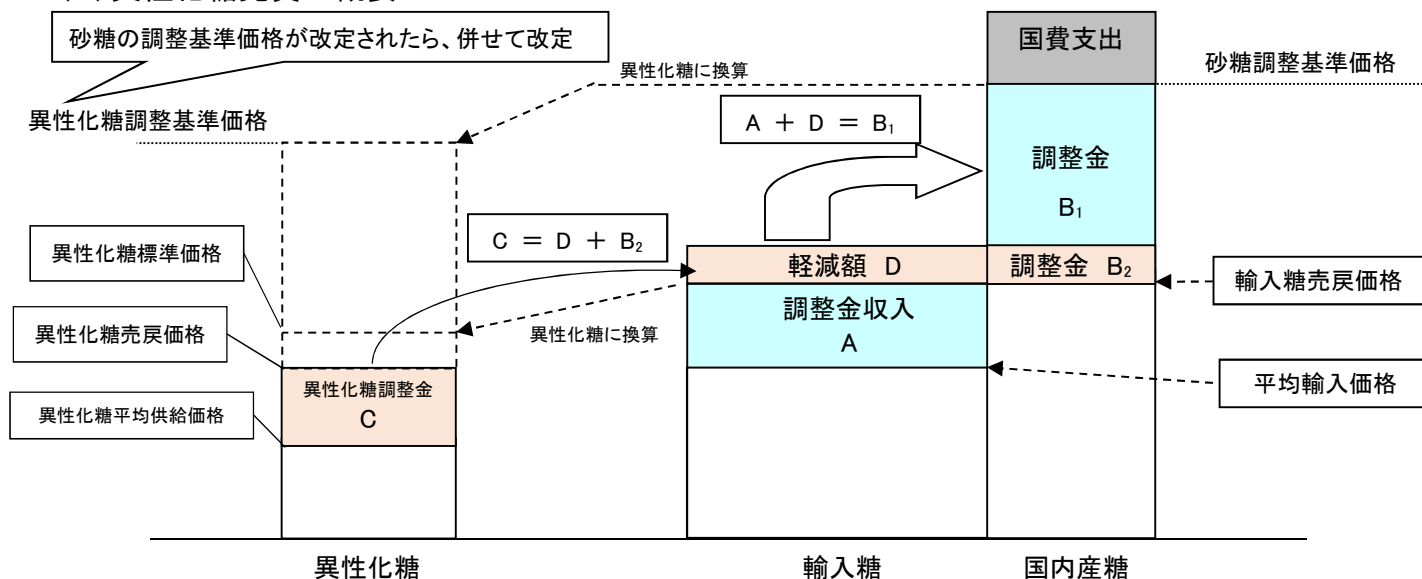 砂糖の調整基準価格が改定されたら、併せて改定
国費支出
砂糖調整基準価格
異性化糖に換算
異性化糖調整基準価格
A + D = B₁
調整金
B₁
異性化糖標準価格
C = D + B₂
軽減額 D
調整金 B₂
輸入糖売戻価格
異性化糖売戻価格
異性化糖に換算
調整金収入
A
平均輸入価格
異性化糖調整金
C
異性化糖平均供給価格
異性化糖
輸入糖
国内産糖